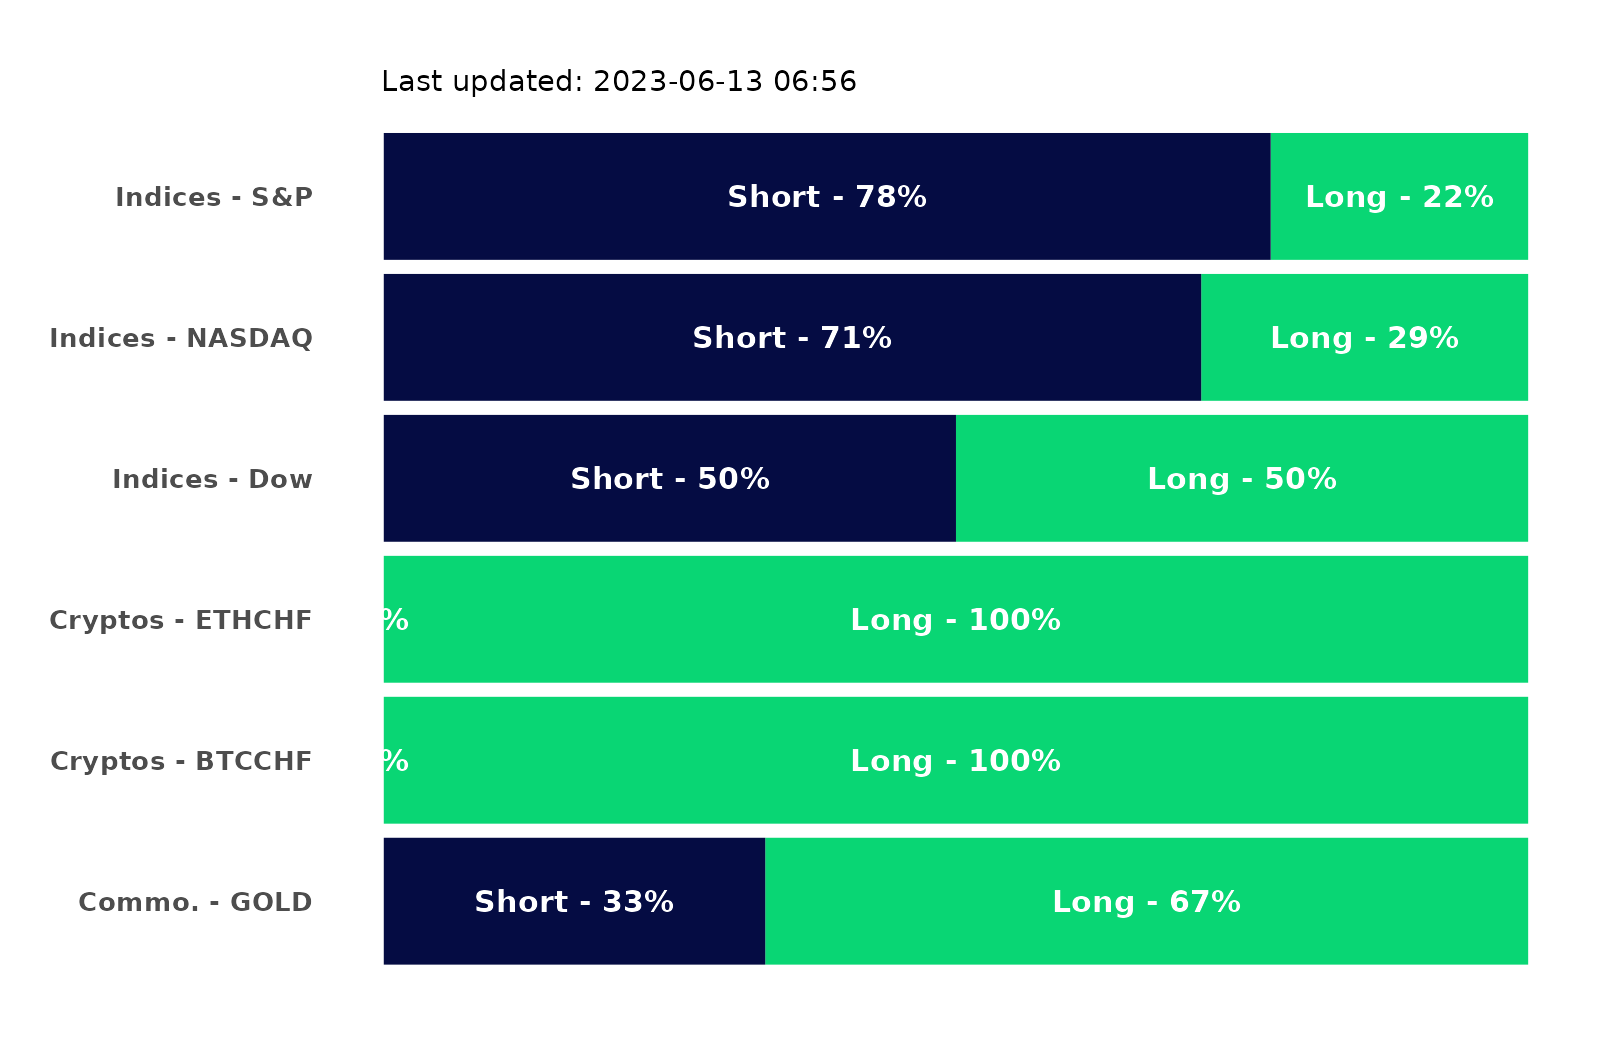 Last updated: 2023-06-13 06:56
Indices - S&P Short - 78% Long - 22%
Indices - NASDAQ Short - 71% Long - 29%
Indices - Dow Short - 50% Long - 50%
Cryptos - ETHCHF % Long - 100%
Cryptos - BTCCHF % Long - 100%
Commo. - GOLD Short - 33% Long - 67%